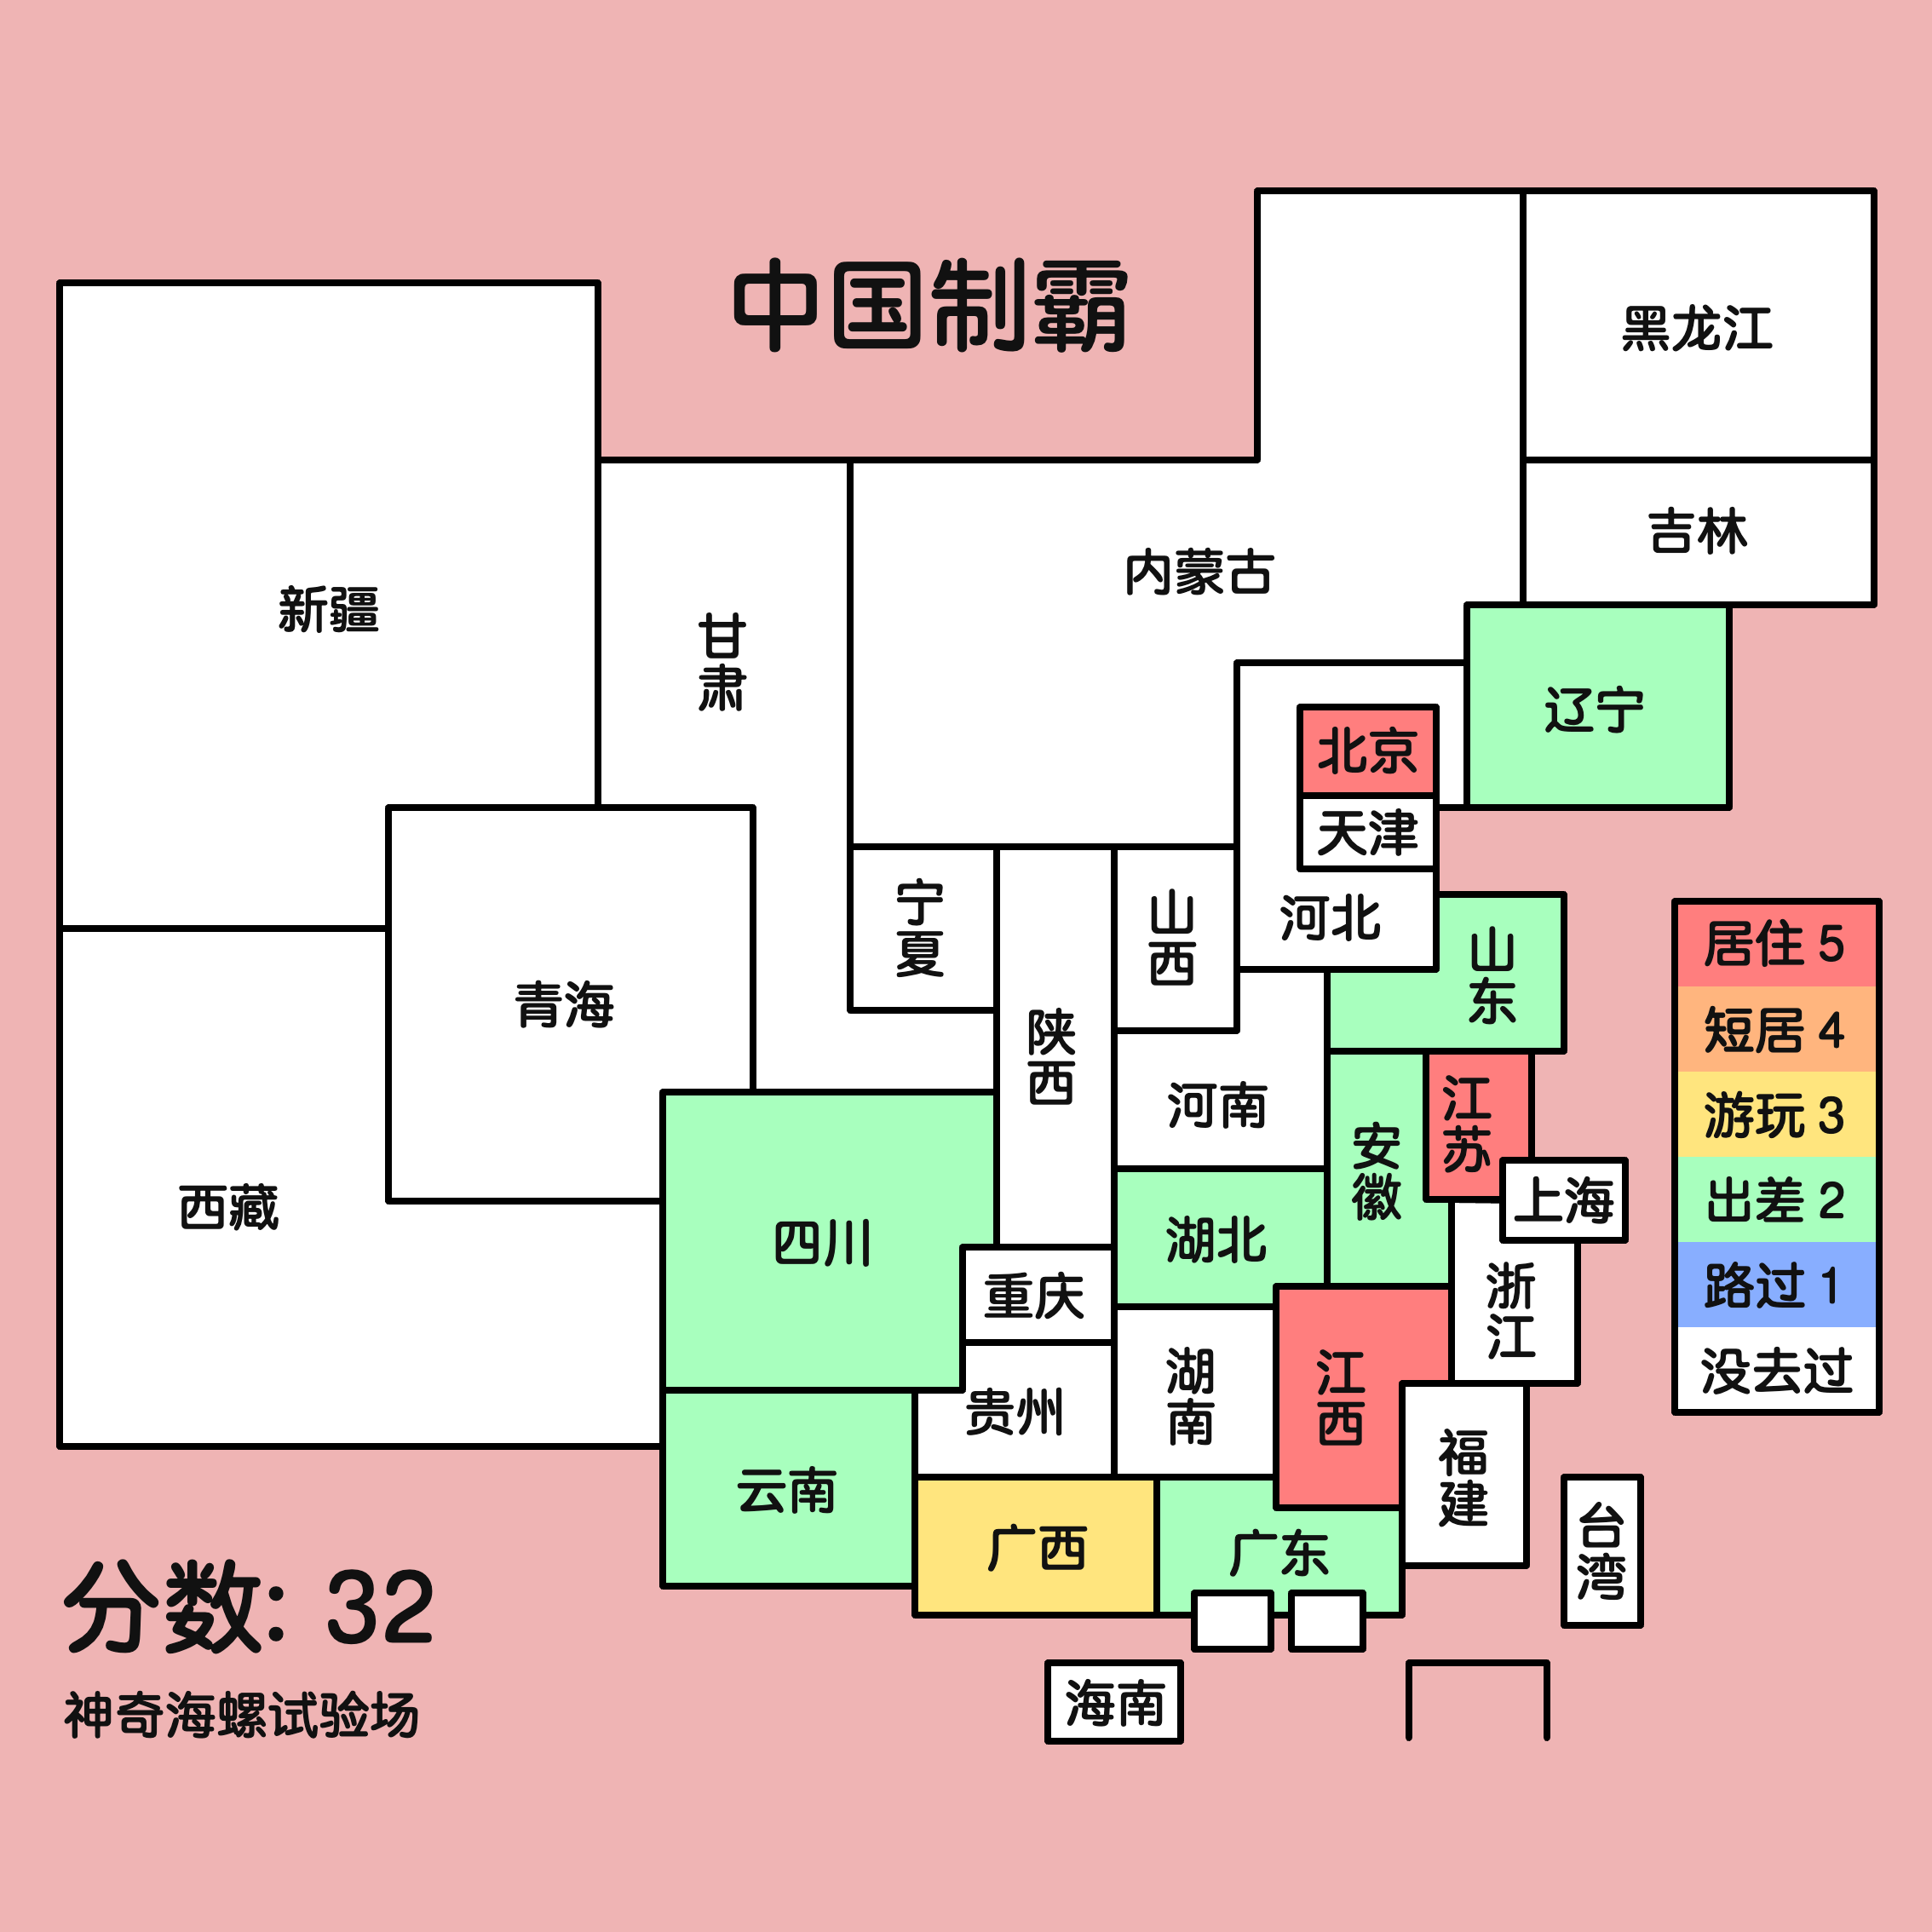 中国制霸
黑龙江
吉林
内蒙古
新疆
甘肃
辽宁
北京
天津
宁夏
山西
河北
山东
青海
陕西
河南
江苏
安徽
上海
西藏
四川
湖北
重庆
浙江
湖南
江西
贵州
福建
云南
广西
广东
台湾
海南
居住 5
短居 4
游玩 3
出差 2
路过 1
没去过
分数: 32
神奇海螺试验场